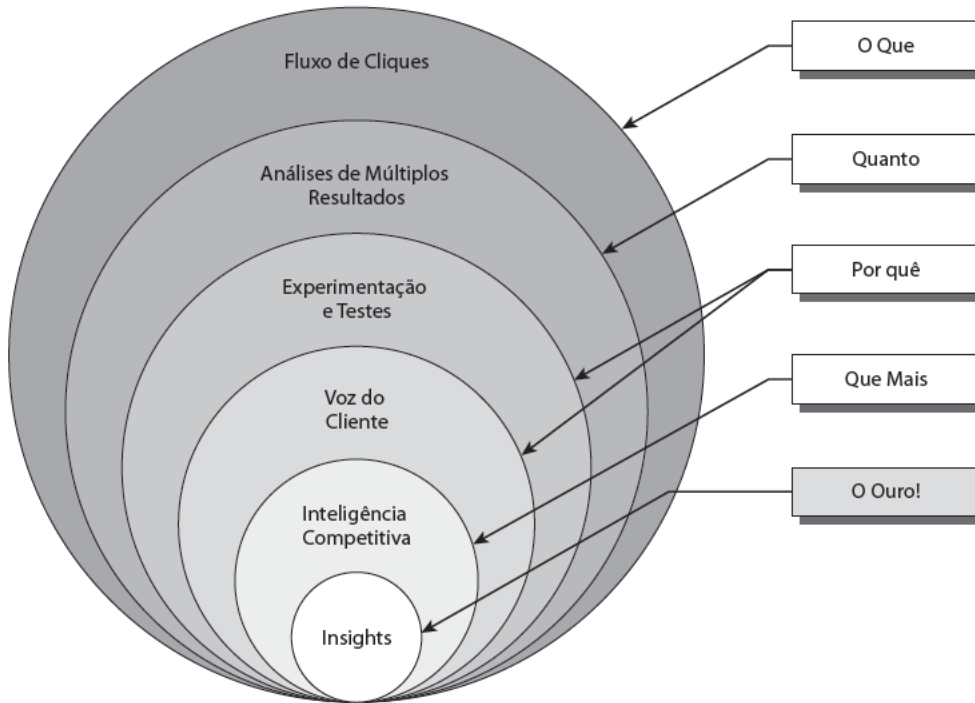 Fluxo de Cliques
Análises de Múltiplos
Resultados
Experimentação
e Testes
Voz do
Cliente
Inteligência
Competitiva
Insights
O Que
Quanto
Por quê
Que Mais
O Ouro!